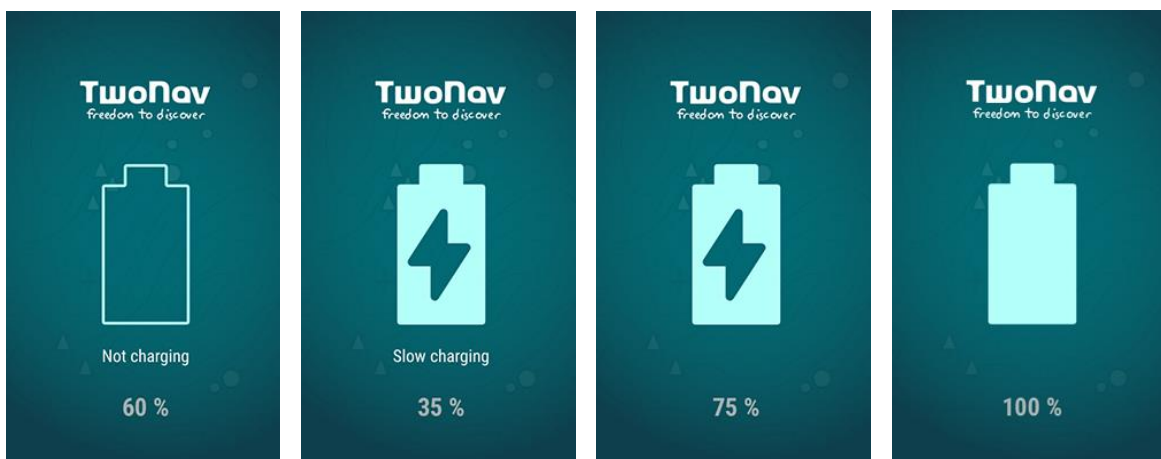 TwoNav
freedom to discover
Not charging
60 %
TwoNav
freedom to discover
Slow charging
35 %
TwoNav
freedom to discover
75 %
TwoNav
freedom to discover
100 %